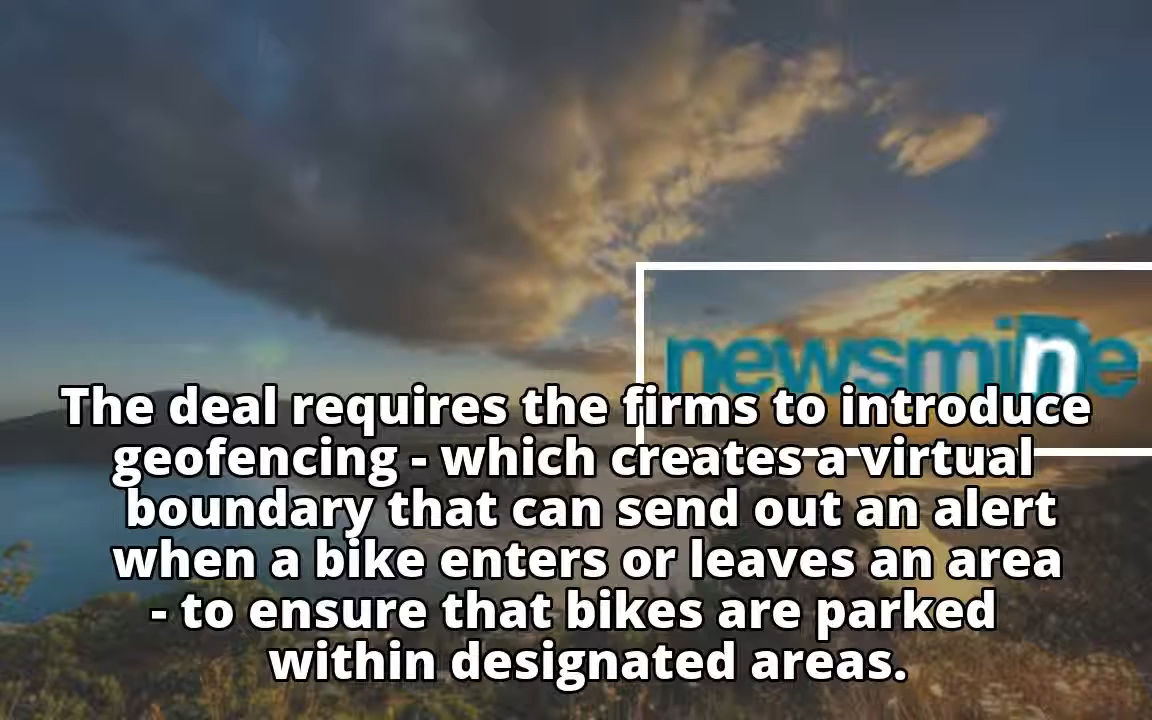 newsmine
The deal requires the firms to introduce
geofencing - which creates a virtual
boundary that can send out an alert
when a bike enters or leaves an area
- to ensure that bikes are parked
within designated areas.